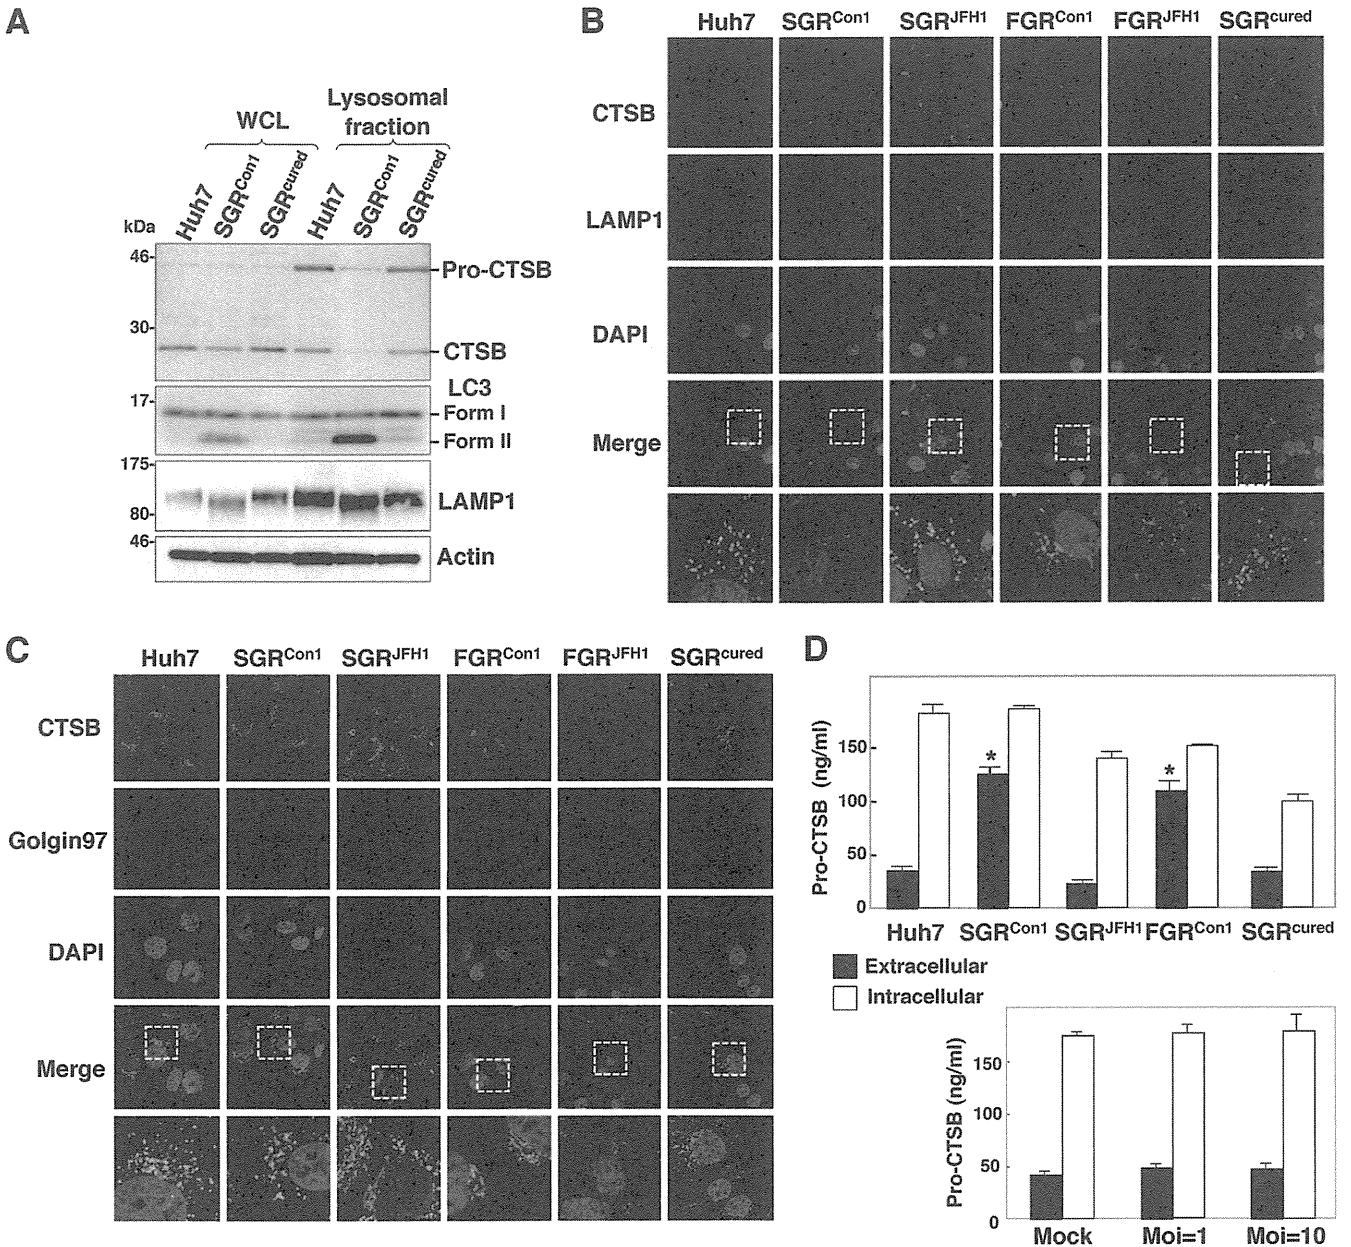 A
WCL
Lysosomal
fraction
Huh7
SGRCon1
SGRcured
Huh7
SGRCon1
SGRcured
kDa
46-
Pro-CTSB
30-
CTSB
LC3
17-
Form I
Form II
175-
LAMP1
80-
46-
Actin
B
Huh7 SGRCon1 SGRJFH1 FGRCon1 FGRJFH1 SGRcured
CTSB
LAMP1
DAPI
Merge
C
Huh7 SGRCon1 SGRJFH1 FGRCon1 FGRJFH1 SGRcured
CTSB
Golgin97
DAPI
Merge
D
Pro-CTSB (ng/ml)
150
100
50
0
*
*
Huh7 SGRCon1 SGRJFH1 FGRCon1 SGRcured
Extracellular
Intracellular
Pro-CTSB (ng/ml)
150
100
50
0
Mock Moi=1 Moi=10